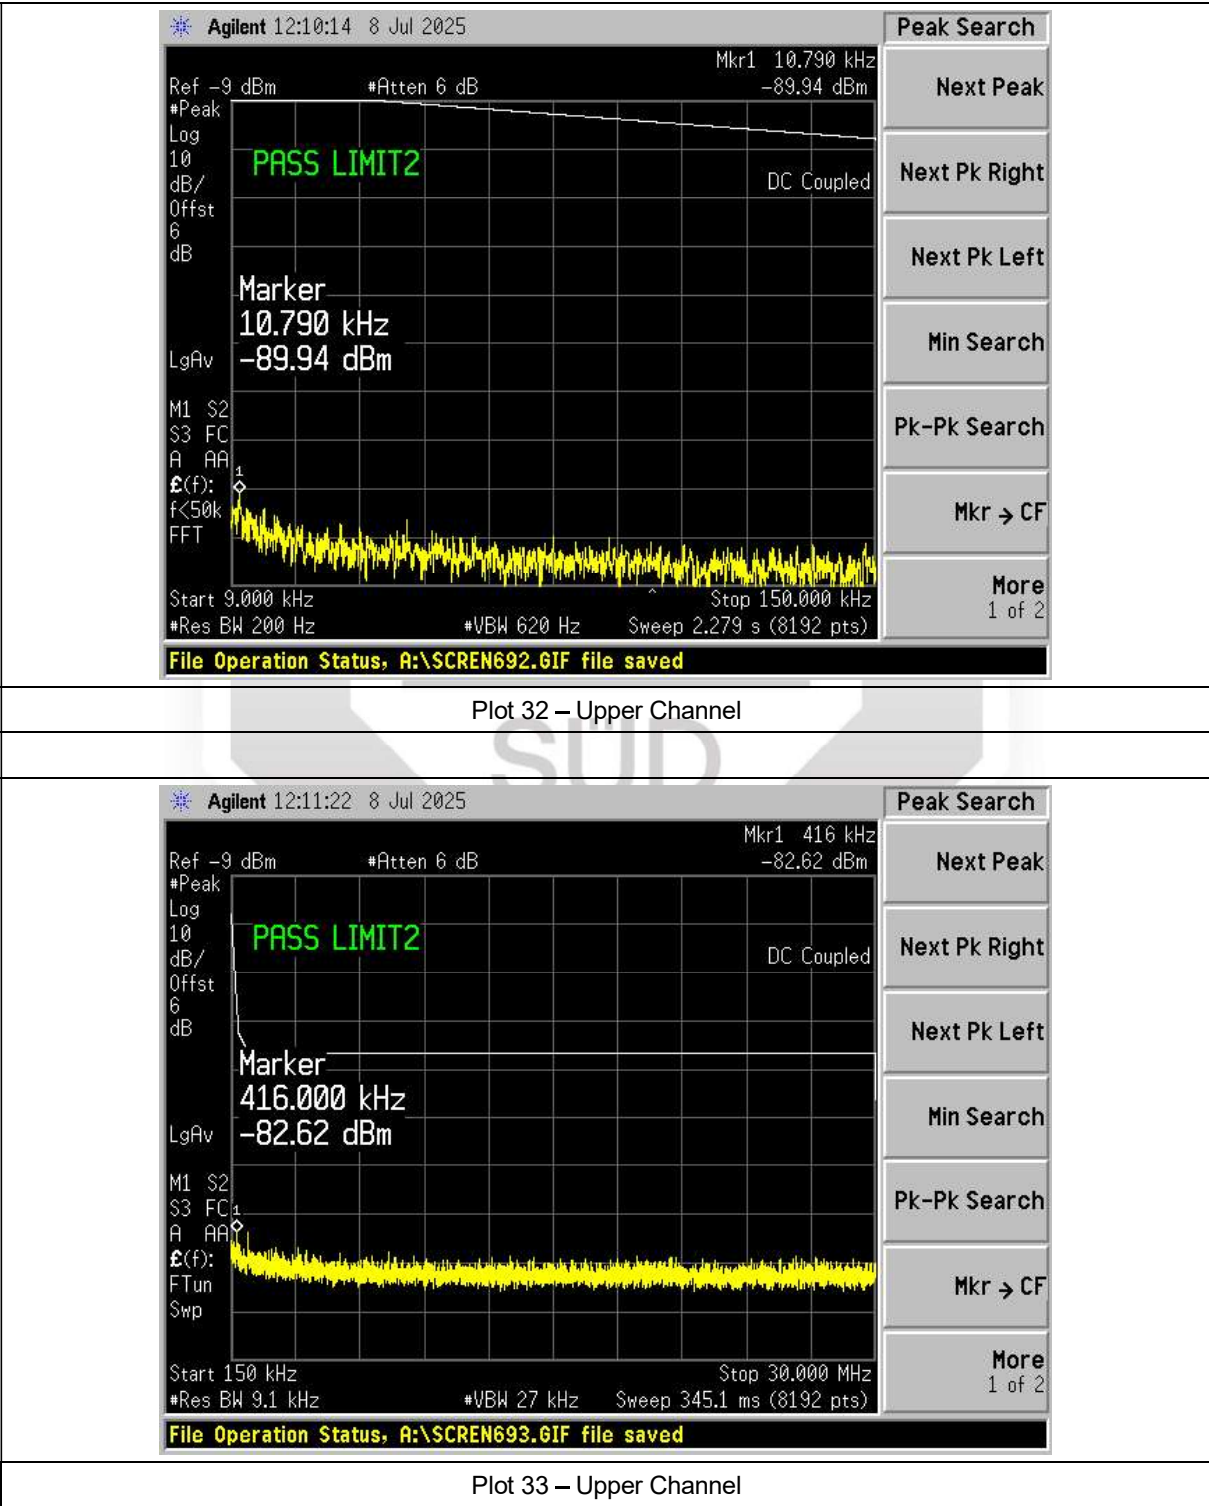 Agilent 12:10:14 8 Jul 2025
Peak Search
Mkr1 10.790 kHz
Ref -9 dBm #Atten 6 dB -89.94 dBm
#Peak
Log
10
dB/
Offst
6
dB
PASS LIMIT2
DC Coupled
Marker
10.790 kHz
-89.94 dBm
LgAv
M1 S2
S3 FC
A AA
£(f):
f<50k
FFT
1
Start 9.000 kHz Stop 150.000 kHz
#Res BW 200 Hz #VBW 620 Hz Sweep 2.279 s (8192 pts)
File Operation Status, A:\SCREN692.GIF file saved
Next Peak
Next Pk Right
Next Pk Left
Min Search
Pk-Pk Search
Mkr → CF
More
1 of 2
Plot 32 – Upper Channel
SÜD
Agilent 12:11:22 8 Jul 2025
Peak Search
Mkr1 416 kHz
Ref -9 dBm #Atten 6 dB -82.62 dBm
#Peak
Log
10
dB/
Offst
6
dB
PASS LIMIT2
DC Coupled
Marker
416.000 kHz
-82.62 dBm
LgAv
M1 S2
S3 FC
A AA
£(f):
FTun
Swp
1
Start 150 kHz Stop 30.000 MHz
#Res BW 9.1 kHz #VBW 27 kHz Sweep 345.1 ms (8192 pts)
File Operation Status, A:\SCREN693.GIF file saved
Next Peak
Next Pk Right
Next Pk Left
Min Search
Pk-Pk Search
Mkr → CF
More
1 of 2
Plot 33 – Upper Channel